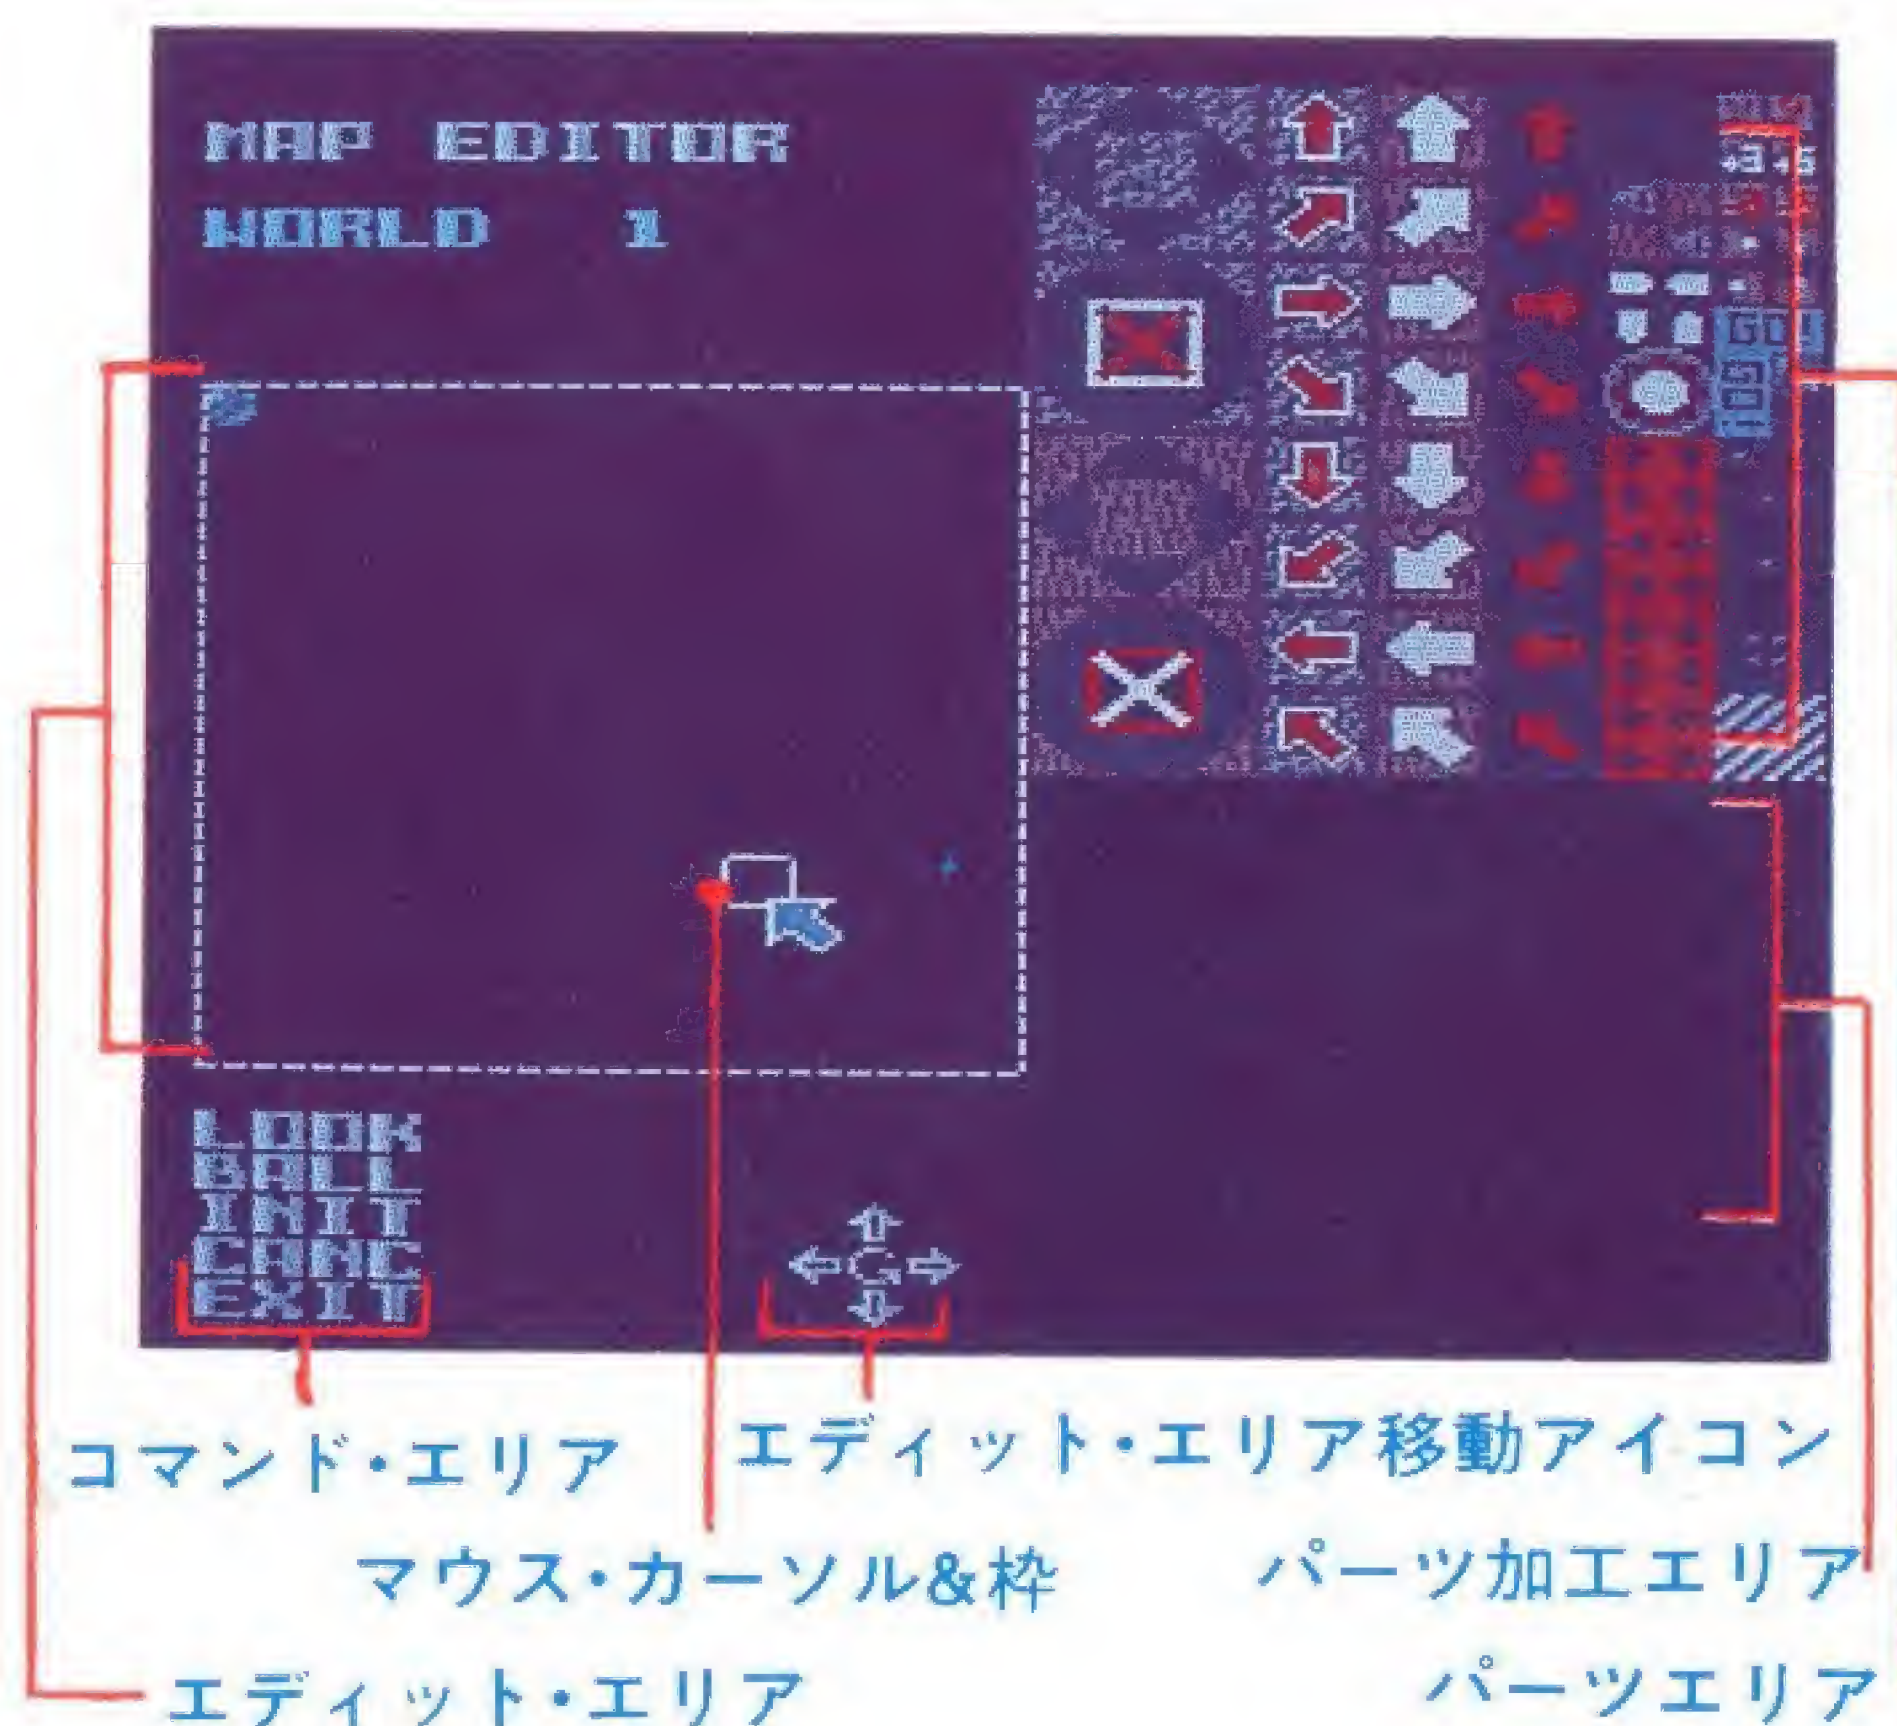 MAP EDITOR
WORLD 1
+3 +5
LOOK
BALL
INIT
CANC
EXIT
コマンド・エリア
エディット・エリア移動アイコン
マウス・カーソル&枠
パーツ加工エリア
エディット・エリア
パーツエリア